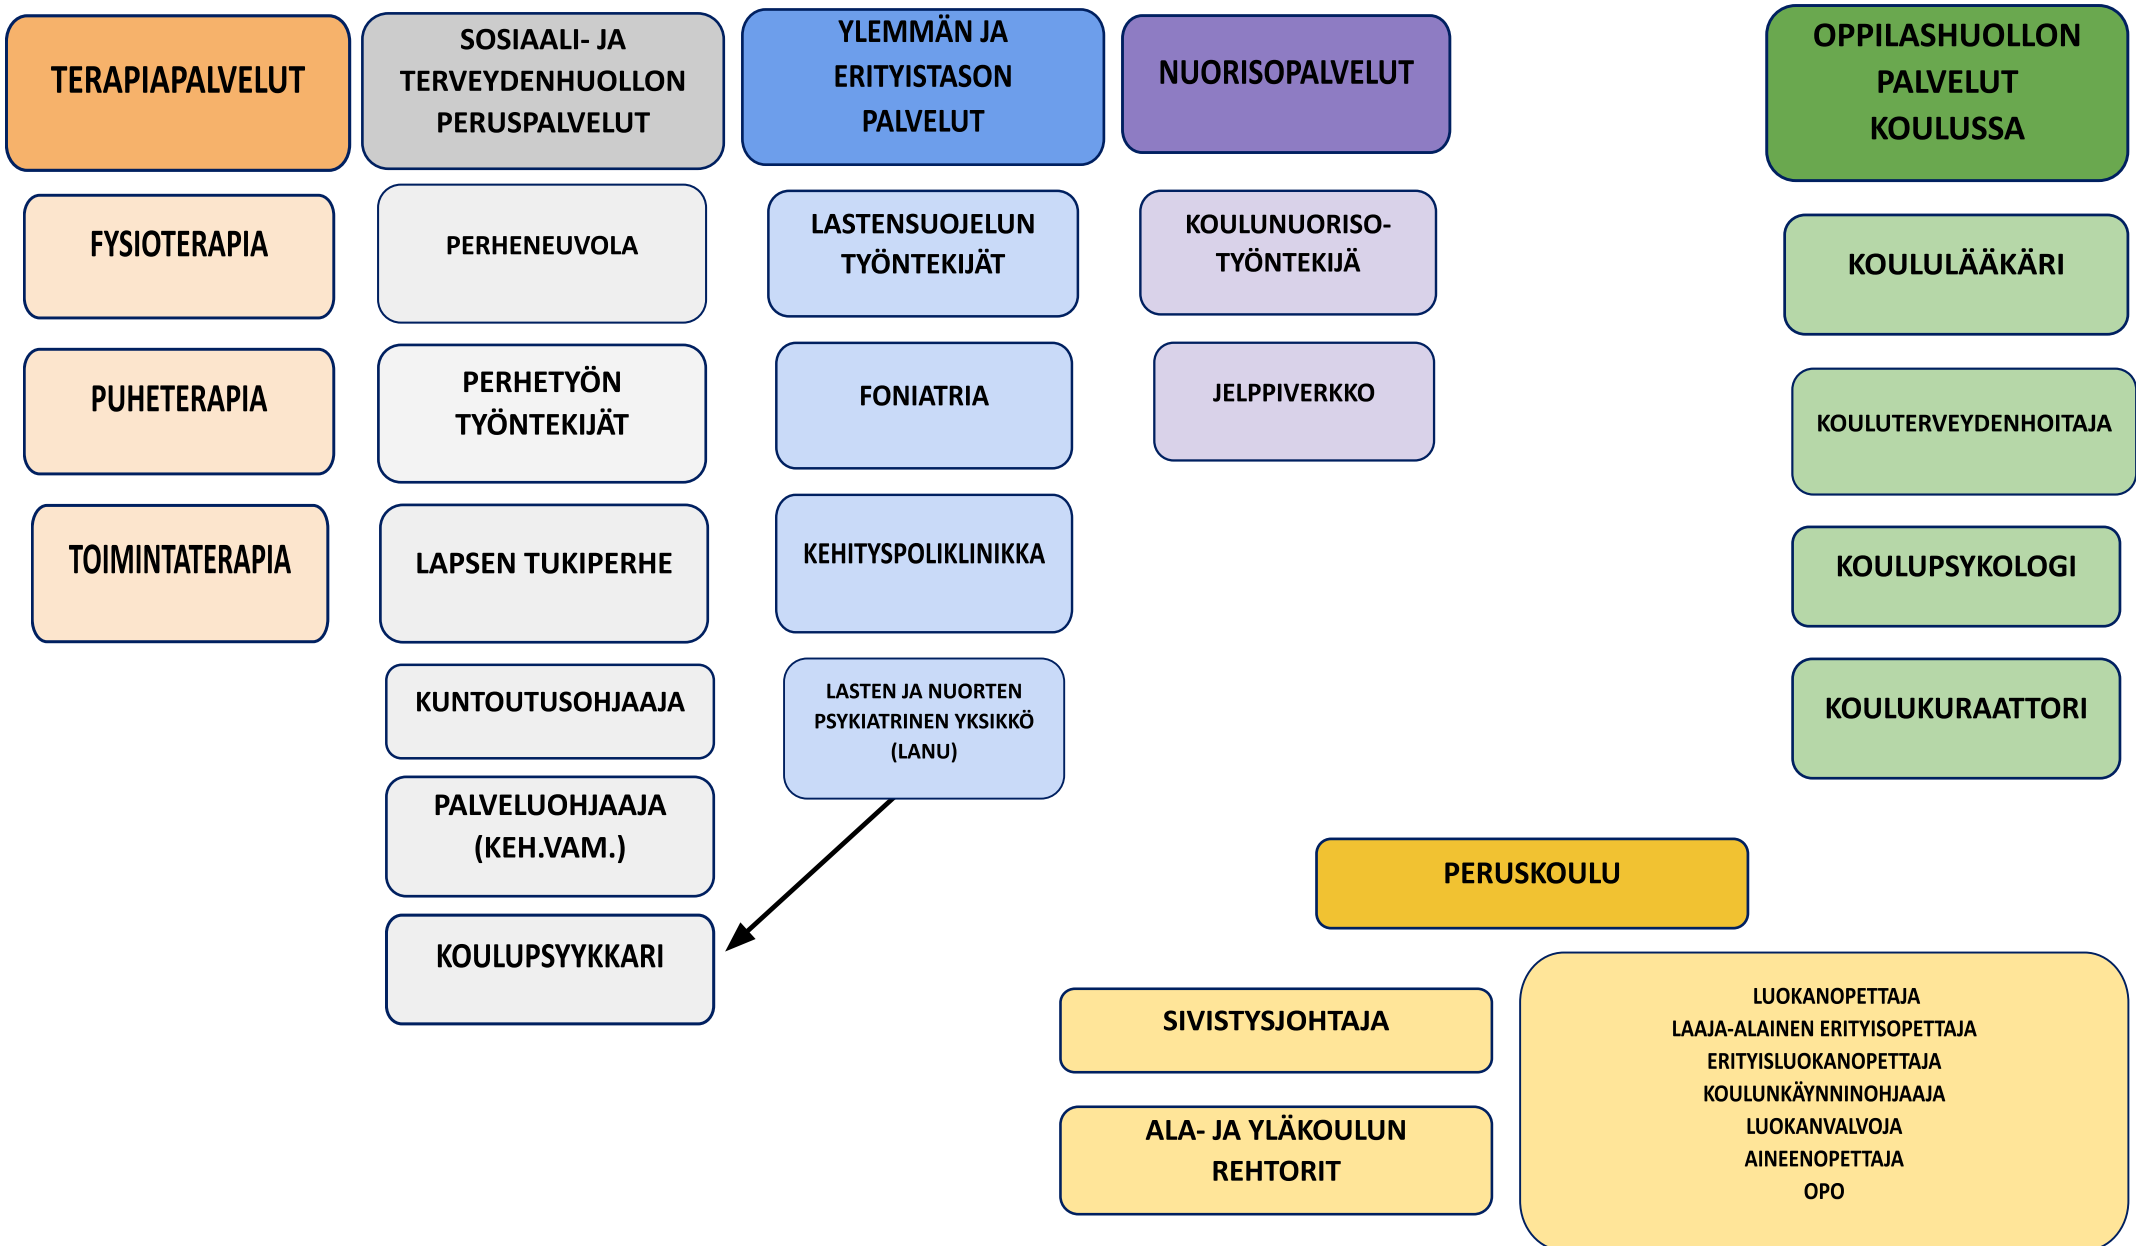 TERAPIAPALVELUT
FYSIOTERAPIA
PUHETERAPIA
TOIMINTATERAPIA
SOSIAALI- JA
TERVEYDENHUOLLON
PERUSPALVELUT
PERHENEUVOLA
PERHETYÖN
TYÖNTEKIJÄT
LAPSEN TUKIPERHE
KUNTOUTUSOHJAAJA
PALVELUOHJAAJA
(KEH.VAM.)
KOULUPSYYKKARI
YLEMMÄN JA
ERITYISTASON
PALVELUT
LASTENSUOJELUN
TYÖNTEKIJÄT
FONIATRIA
KEHITYSPOLIKLINIKKA
LASTEN JA NUORTEN
PSYKIATRINEN YKSIKKÖ
(LANU)
NUORISOPALVELUT
KOULUNUORISO-
TYÖNTEKIJÄ
JELPPIVERKKO
OPPILASHUOLLON
PALVELUT
KOULUSSA
KOULULÄÄKÄRI
KOULUTERVEYDENHOITAJA
KOULUPSYKOLOGI
KOULUKURAATTORI
PERUSKOULU
SIVISTYSJOHTAJA
ALA- JA YLÄKOULUN
REHTORIT
LUOKANOPETTAJA
LAAJA-ALAINEN ERITYISOPETTAJA
ERITYISLUOKANOPETTAJA
KOULUNKÄYNNINOHJAAJA
LUOKANVALVOJA
AINEENOPETTAJA
OPO